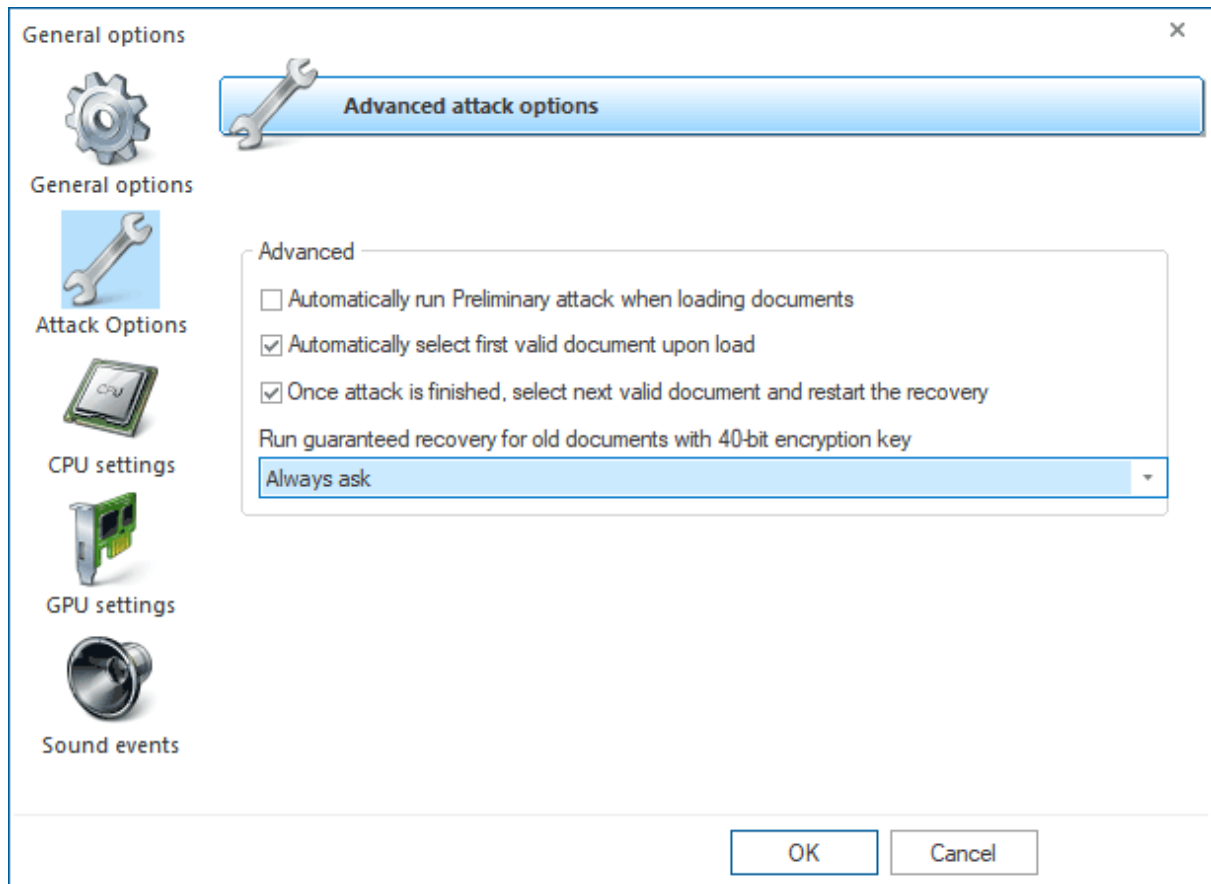 General options
General options
Attack Options
CPU
CPU settings
GPU settings
Sound events
Advanced attack options
Advanced
Automatically run Preliminary attack when loading documents
Automatically select first valid document upon load
Once attack is finished, select next valid document and restart the recovery
Run guaranteed recovery for old documents with 40-bit encryption key
Always ask
OK
Cancel